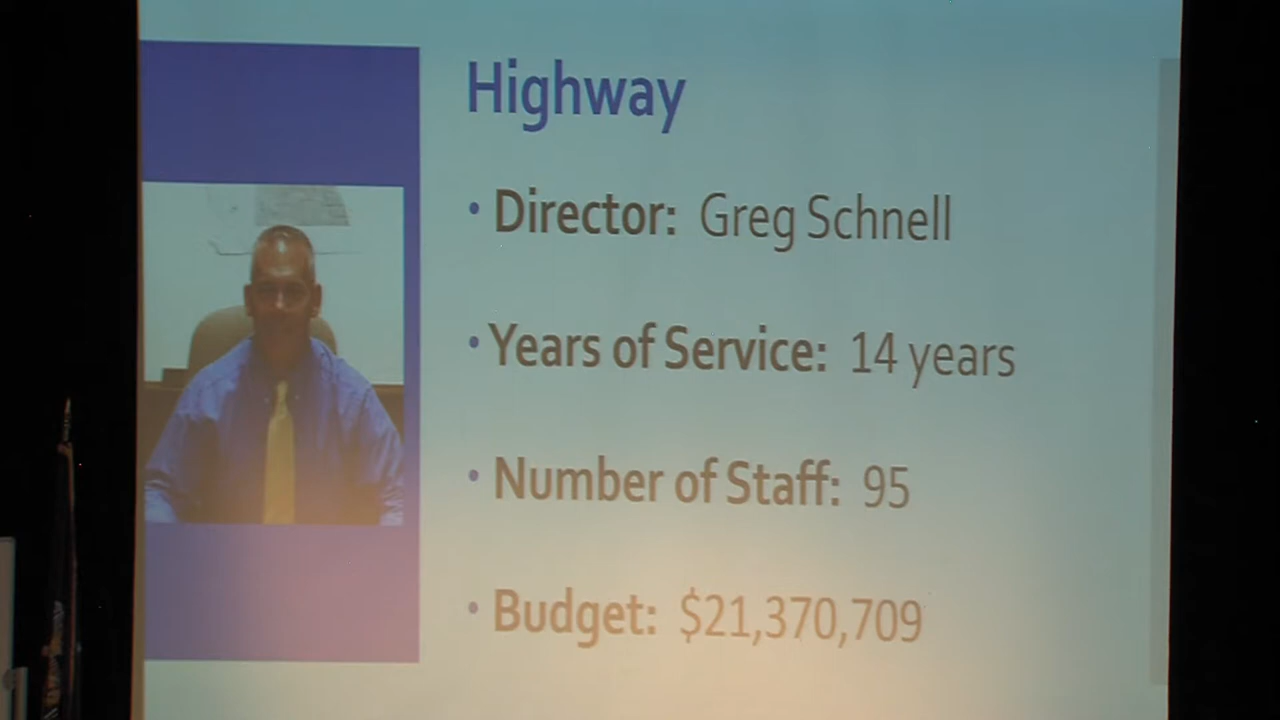 Highway
• Director: Greg Schnell
• Years of Service: 14 years
• Number of Staff: 95
• Budget: $21,370,709